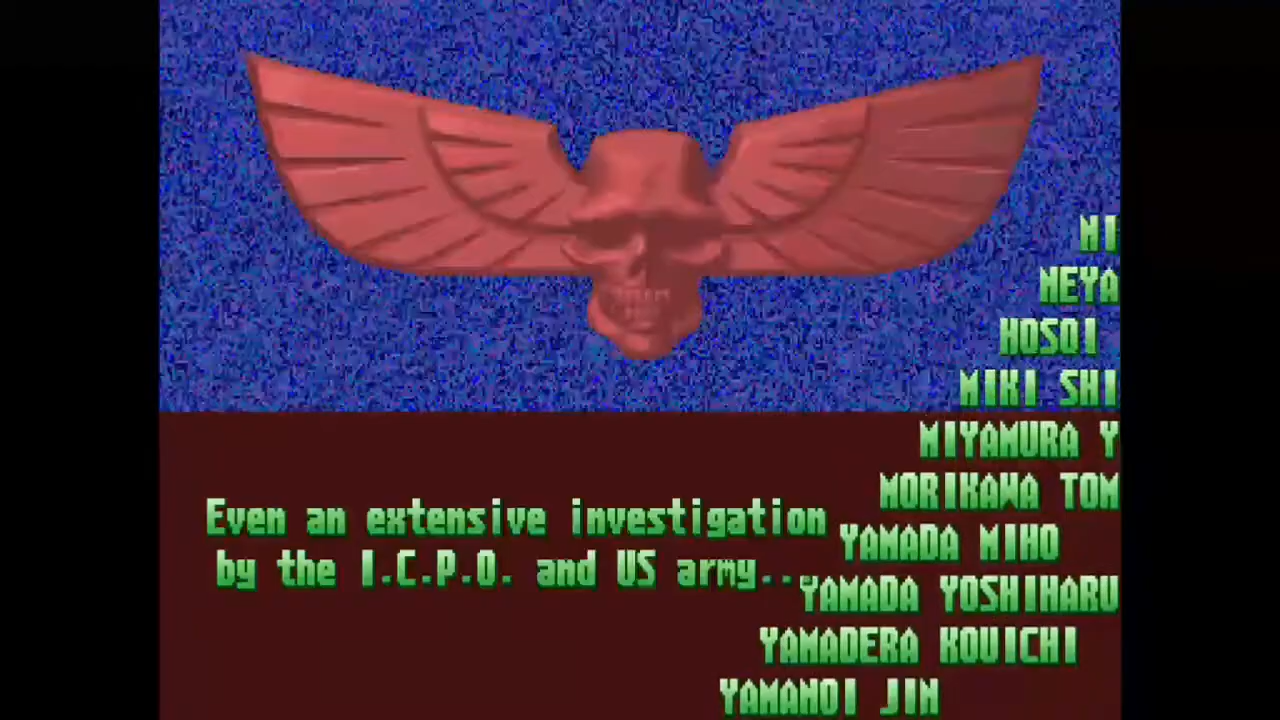 NI
NEYA
HOSOI
MIKI SHI
MIYAMURA Y
MORIKAWA TOM
Even an extensive investigation
YAMADA MIHO
by the I.C.P.O. and US army...
YAMADA YOSHIHARU
YAMADERA KOUICHI
YAMANOI JIN